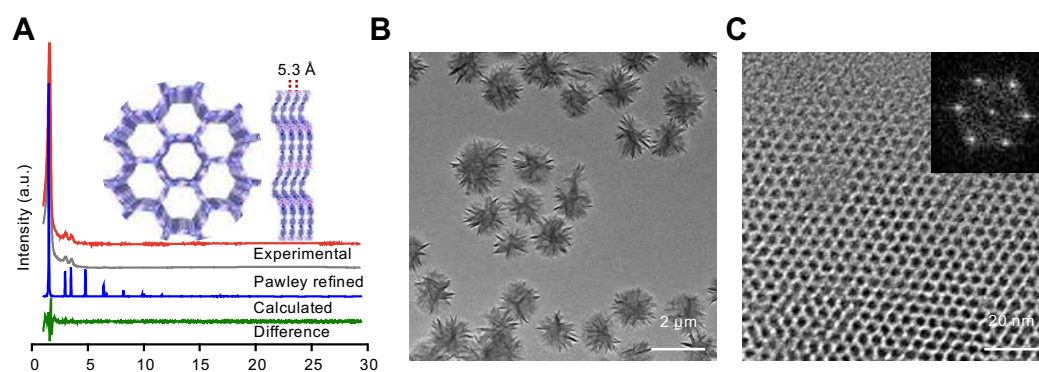 A
B
C
5.3 Å
Intensity (a.u.)
Experimental
Pawley refined
Calculated
Difference
0 5 10 15 20 25 30
2 µm
20 nm